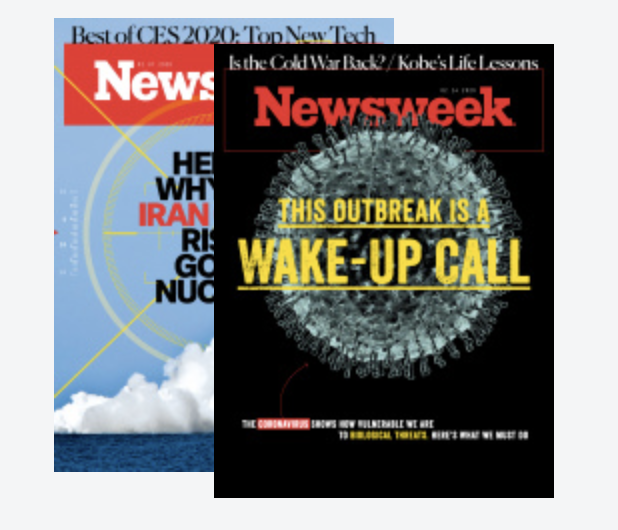 Best of CES 2020: Top New Tech
News
HE
WHY
IRAN
RIS
GO
NUC
Is the Cold War Back? / Kobe's Life Lessons
Newsweek
THIS OUTBREAK IS A
WAKE-UP CALL
THE CORONAVIRUS SHOWS HOW VULNERABLE WE ARE
TO BIOLOGICAL THREATS. HERE'S WHAT WE MUST DO